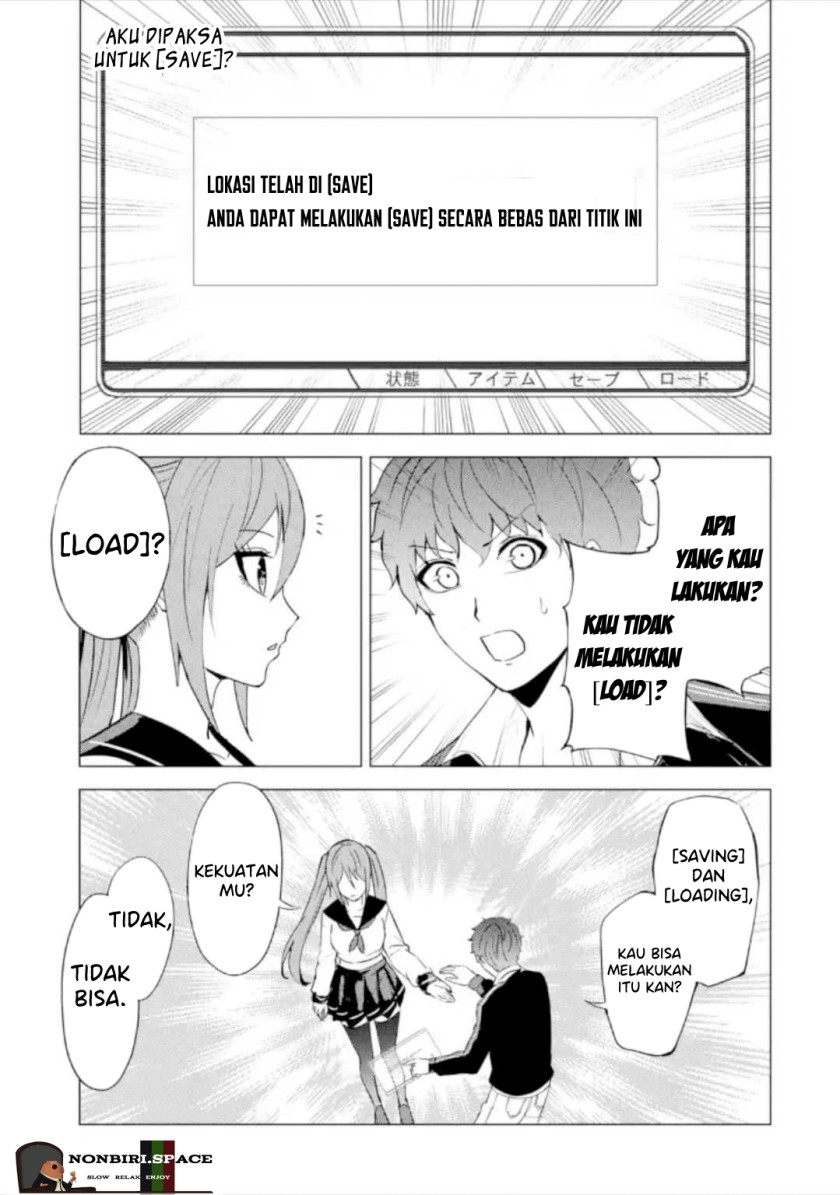 AKU DIPAKSA
UNTUK [SAVE]?
LOKASI TELAH DI [SAVE]
ANDA DAPAT MELAKUKAN [SAVE] SECARA BEBAS DARI TITIK INI
状態 アイテム セーブ ロード
APA
YANG KAU
LAKUKAN?
KAU TIDAK
MELAKUKAN
[LOAD]?
[LOAD]?
[SAVING]
DAN
[LOADING],
KAU BISA
MELAKUKAN
ITU KAN?
KEKUATAN
MU?
TIDAK,
TIDAK
BISA.
NONBIRI.SPACE
SLOW RELAX ENJOY